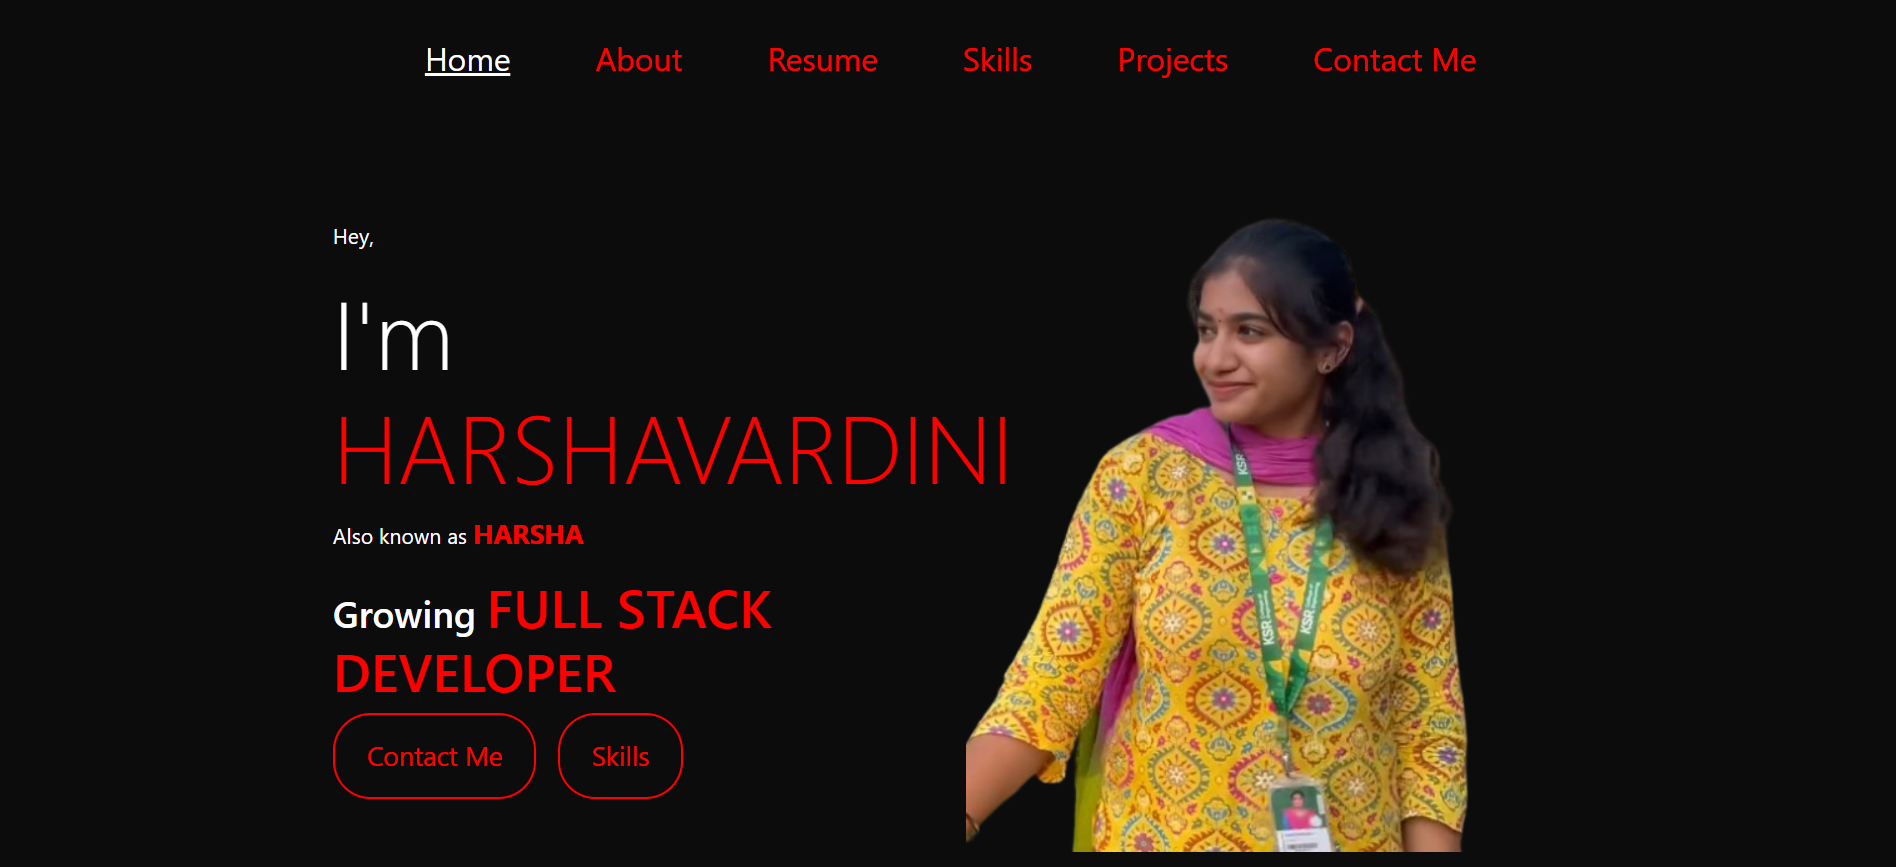 Home About Resume Skills Projects Contact Me
Hey,
I'm
HARSHAVARDINI
Also known as HARSHA
Growing FULL STACK
DEVELOPER
Contact Me Skills
KSR
KSR
KSR